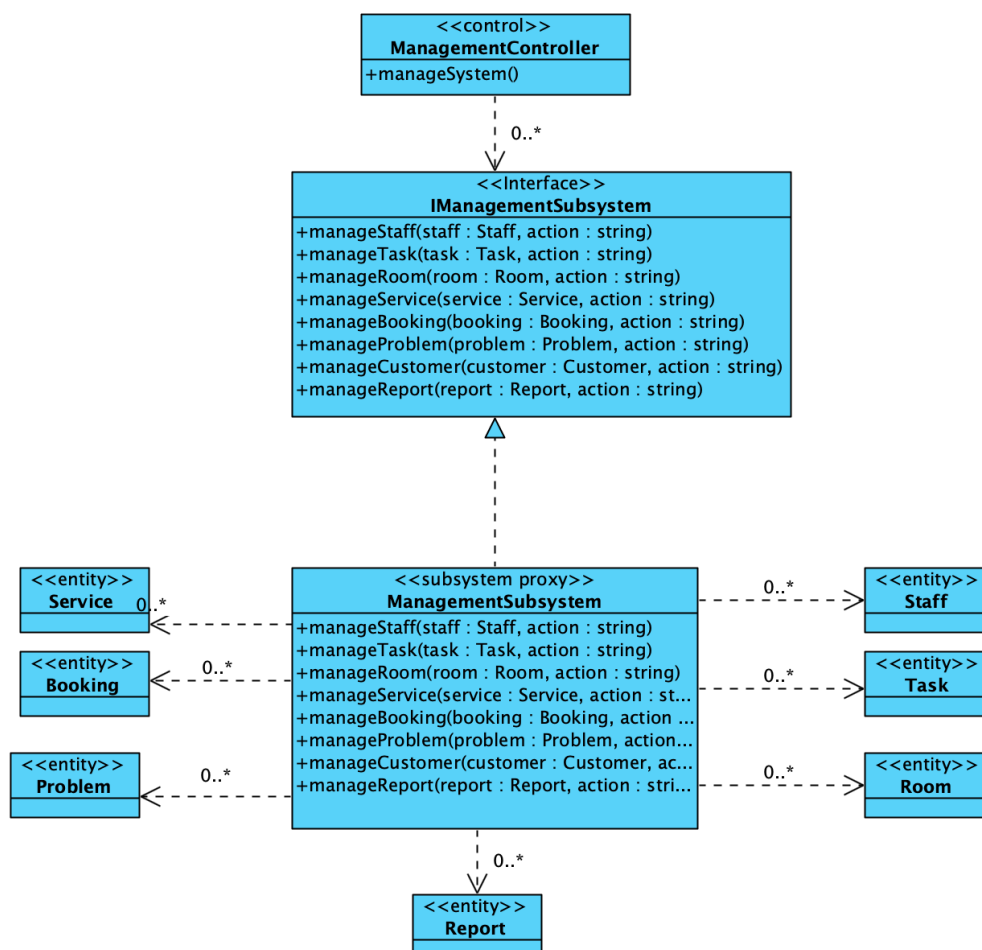 <<control>>
ManagementController
+manageSystem()
0..*
<<Interface>>
IManagementSubsystem
+manageStaff(staff : Staff, action : string)
+manageTask(task : Task, action : string)
+manageRoom(room : Room, action : string)
+manageService(service : Service, action : string)
+manageBooking(booking : Booking, action : string)
+manageProblem(problem : Problem, action : string)
+manageCustomer(customer : Customer, action : string)
+manageReport(report : Report, action : string)
<<entity>>
Service
0..*
<<entity>>
Booking
0..*
<<entity>>
Problem
0..*
<<subsystem proxy>>
ManagementSubsystem
+manageStaff(staff : Staff, action : string)
+manageTask(task : Task, action : string)
+manageRoom(room : Room, action : string)
+manageService(service : Service, action : st...
+manageBooking(booking : Booking, action ...
+manageProblem(problem : Problem, action...
+manageCustomer(customer : Customer, ac...
+manageReport(report : Report, action : stri...
0..*
<<entity>>
Staff
0..*
<<entity>>
Task
0..*
<<entity>>
Room
0..*
<<entity>>
Report